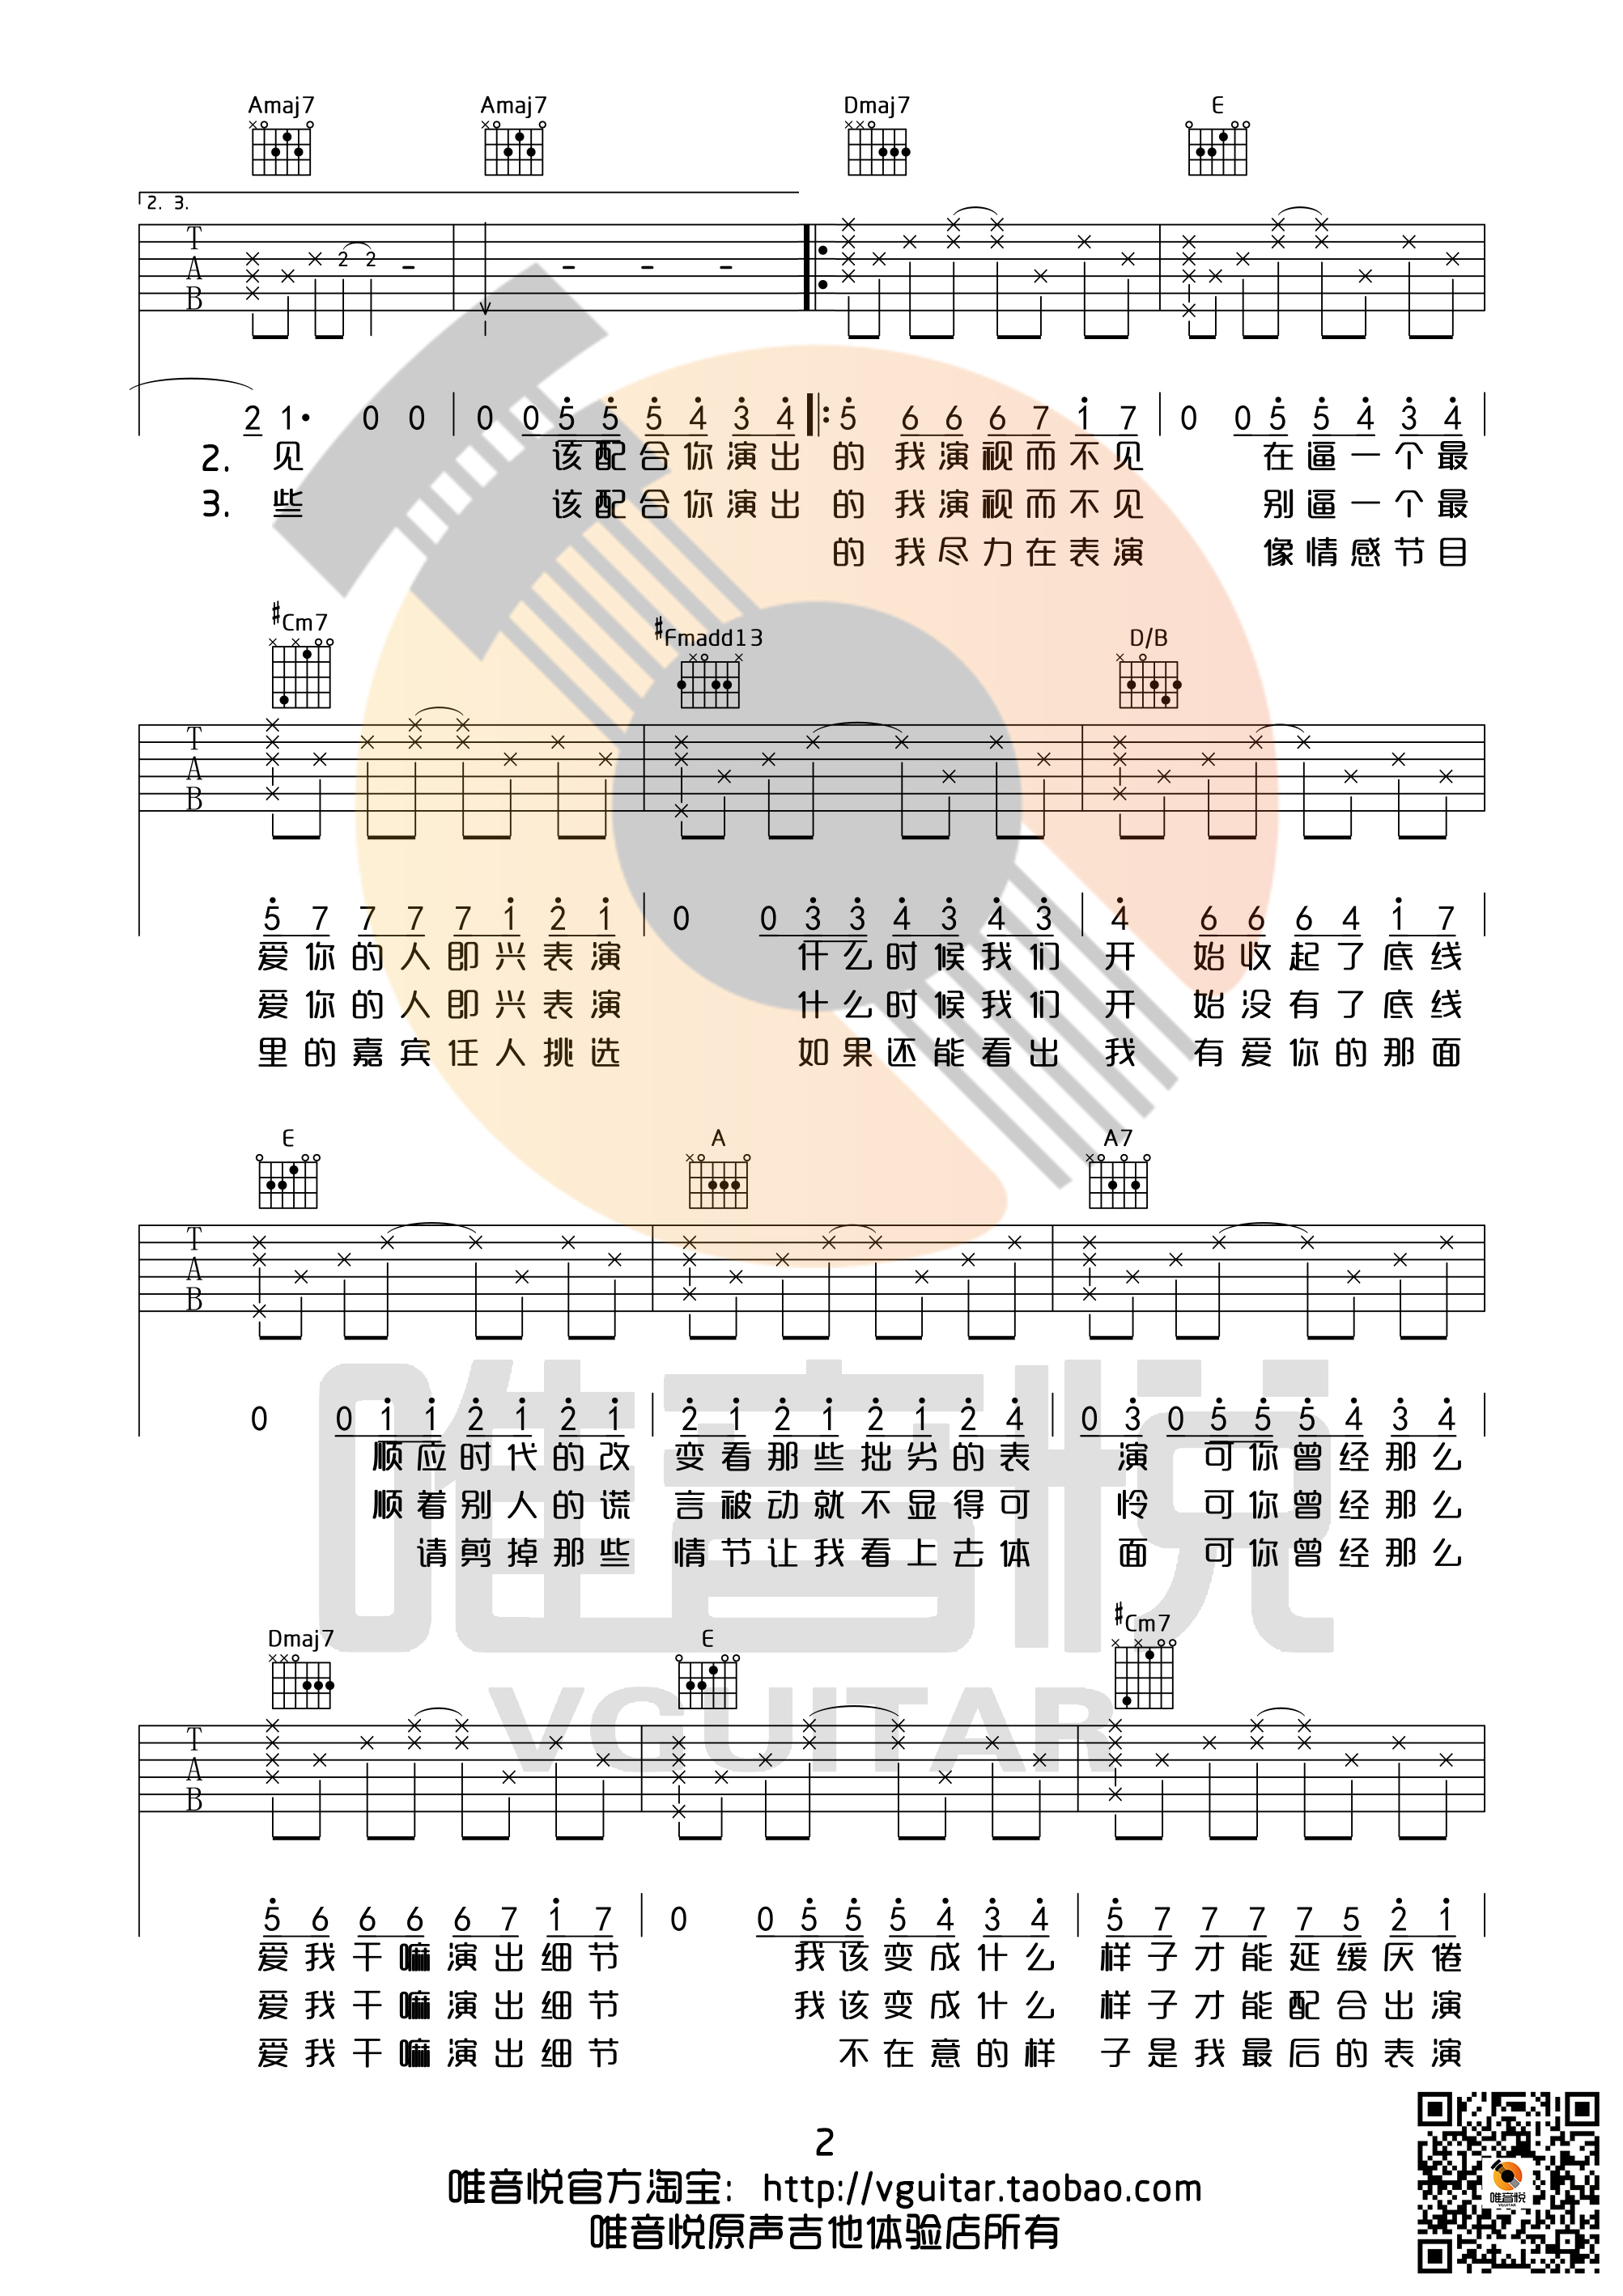 Amaj7 Amaj7 Dmaj7 E
2. 3.
T A B 2 2
2 1· 0 0 0 0 5 5 5 4 3 4 5 6 6 6 7 1 7 0 0 5 5 4 3 4
2. 见 该配合你演出 的 我演视而不见 在逼一个最
3. 些 该配合你演出 的 我演视而不见 别逼一个最
的 我尽力在表演 像情感节目
#Cm7 #Fmadd13 D/B
T A B
5 7 7 7 7 1 2 1 0 0 3 3 4 3 4 3 4 6 6 6 4 1 7
爱你的人即兴表演 什么时候我们 开 始收起了底线
爱你的人即兴表演 什么时候我们 开 始没有了底线
里的嘉宾任人挑选 如果还能看出 我 有爱你的那面
E A A7
T A B
0 0 1 1 2 1 2 1 2 1 2 1 2 1 2 4 0 3 0 5 5 5 4 3 4
顺应时代的改 变看那些拙劣的表 演 可你曾经那么
顺着别人的谎 言被动就不显得可 怜 可你曾经那么
请剪掉那些 情节让我看上去体 面 可你曾经那么
Dmaj7 E #Cm7
T A B
5 6 6 6 6 7 1 7 0 0 5 5 5 4 3 4 5 7 7 7 7 5 2 1
爱我干嘛演出细节 我该变成什么 样子才能延缓厌倦
爱我干嘛演出细节 我该变成什么 样子才能配合出演
爱我干嘛演出细节 不在意的样 子是我最后的表演
唯音悦
VGUITAR
2
唯音悦官方淘宝：http://vguitar.taobao.com
唯音悦原声吉他体验店所有
唯音悦
VGUITAR